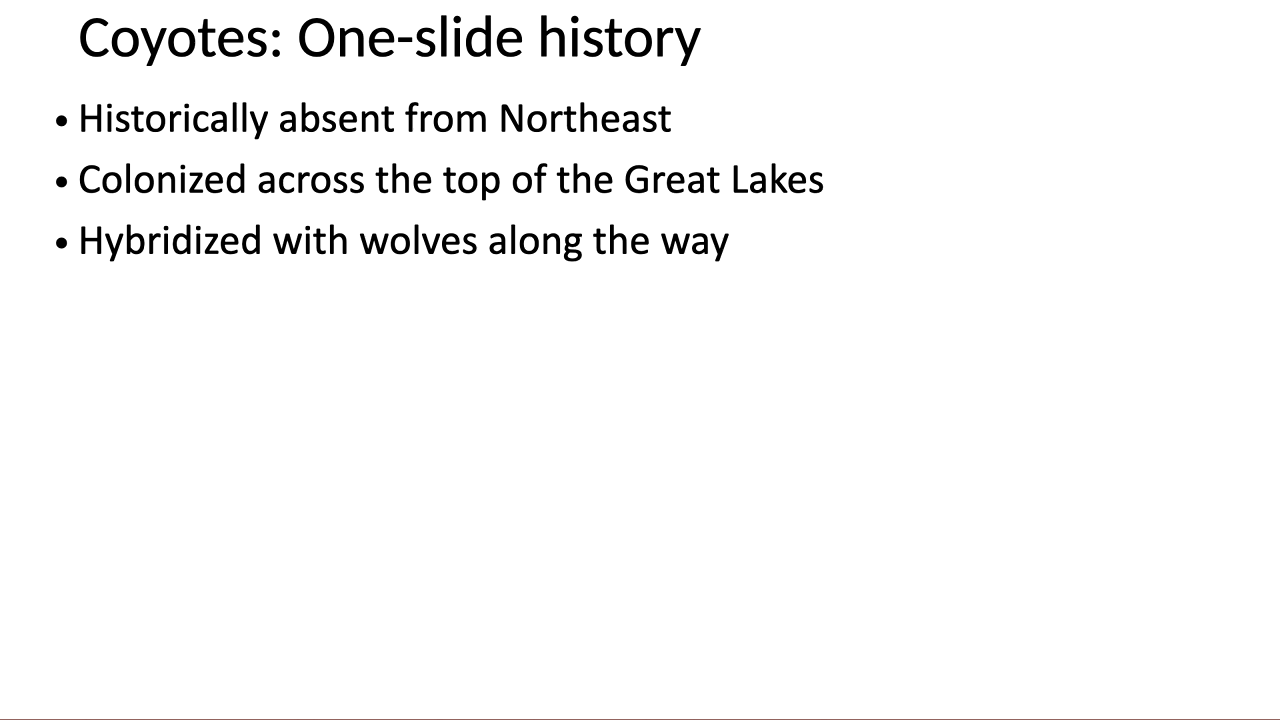 Coyotes: One-slide history
• Historically absent from Northeast
• Colonized across the top of the Great Lakes
• Hybridized with wolves along the way